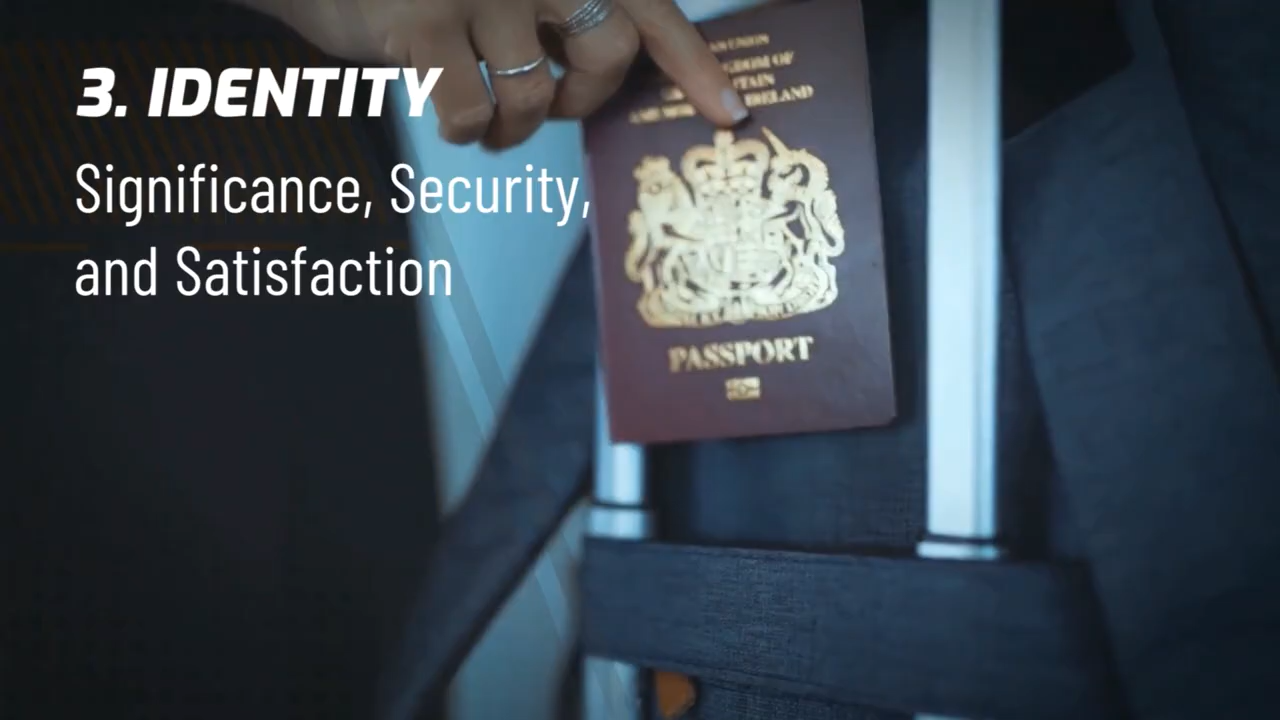 3. IDENTITY
Significance, Security,
and Satisfaction
PASSPORT